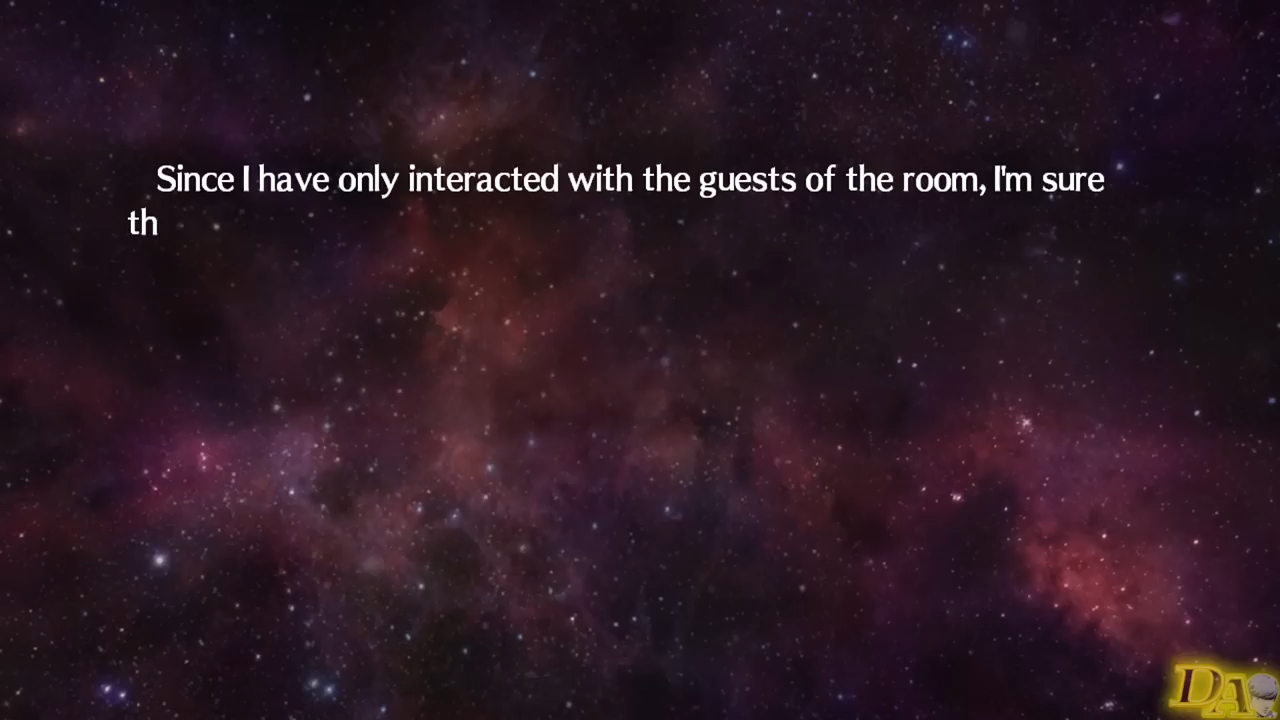 Since I have only interacted with the guests of the room, I'm sure
th
DA